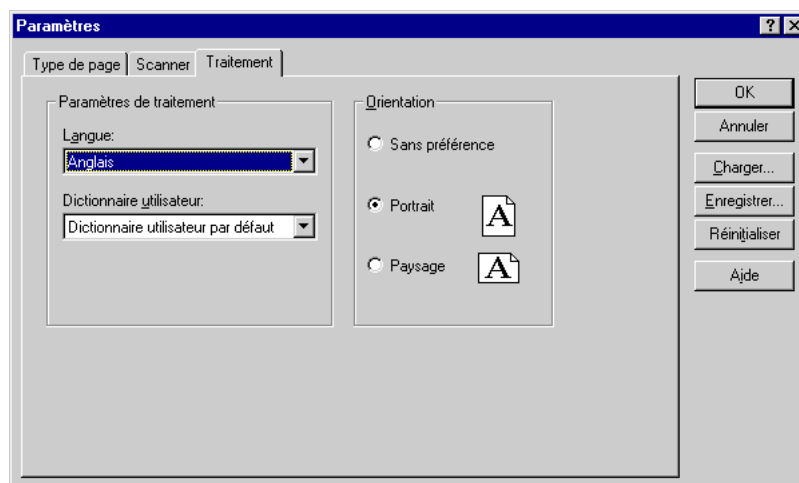 Paramètres
Type de page
Scanner
Traitement
Paramètres de traitement
Langue:
Anglais
Dictionnaire utilisateur:
Dictionnaire utilisateur par défaut
Orientation
Sans préférence
Portrait
A
Paysage
A
OK
Annuler
Charger...
Enregistrer...
Réinitialiser
Aide